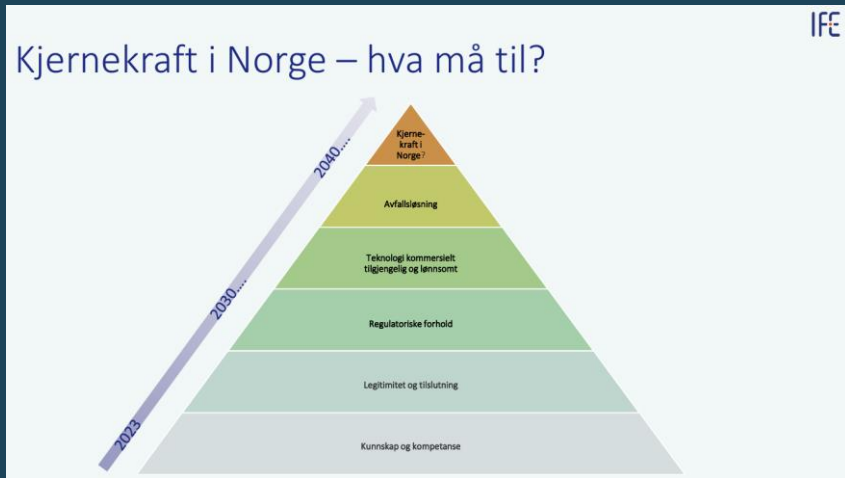 IFE
Kjernekraft i Norge – hva må til?
2040....
2030....
2023
Kjerne-
kraft i
Norge?
Avfallsløsning
Teknologi kommersielt
tilgjengelig og lønnsomt
Regulatoriske forhold
Legitimitet og tilslutning
Kunnskap og kompetanse